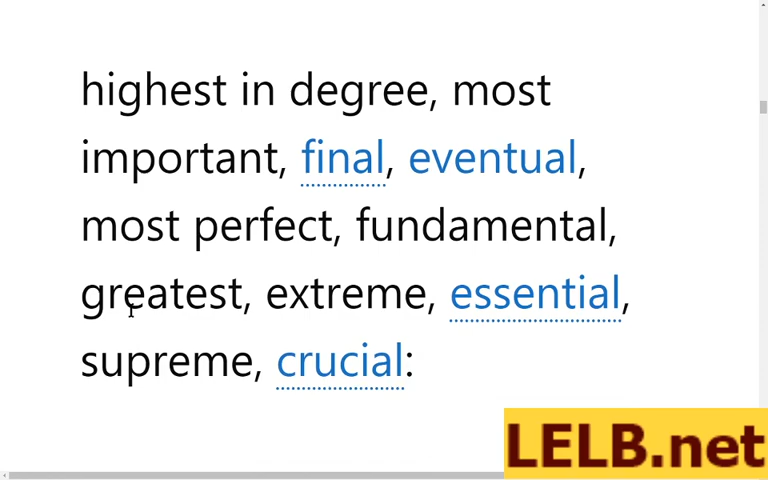 highest in degree, most
important, final, eventual,
most perfect, fundamental,
greatest, extreme, essential,
supreme, crucial:
LELB.net